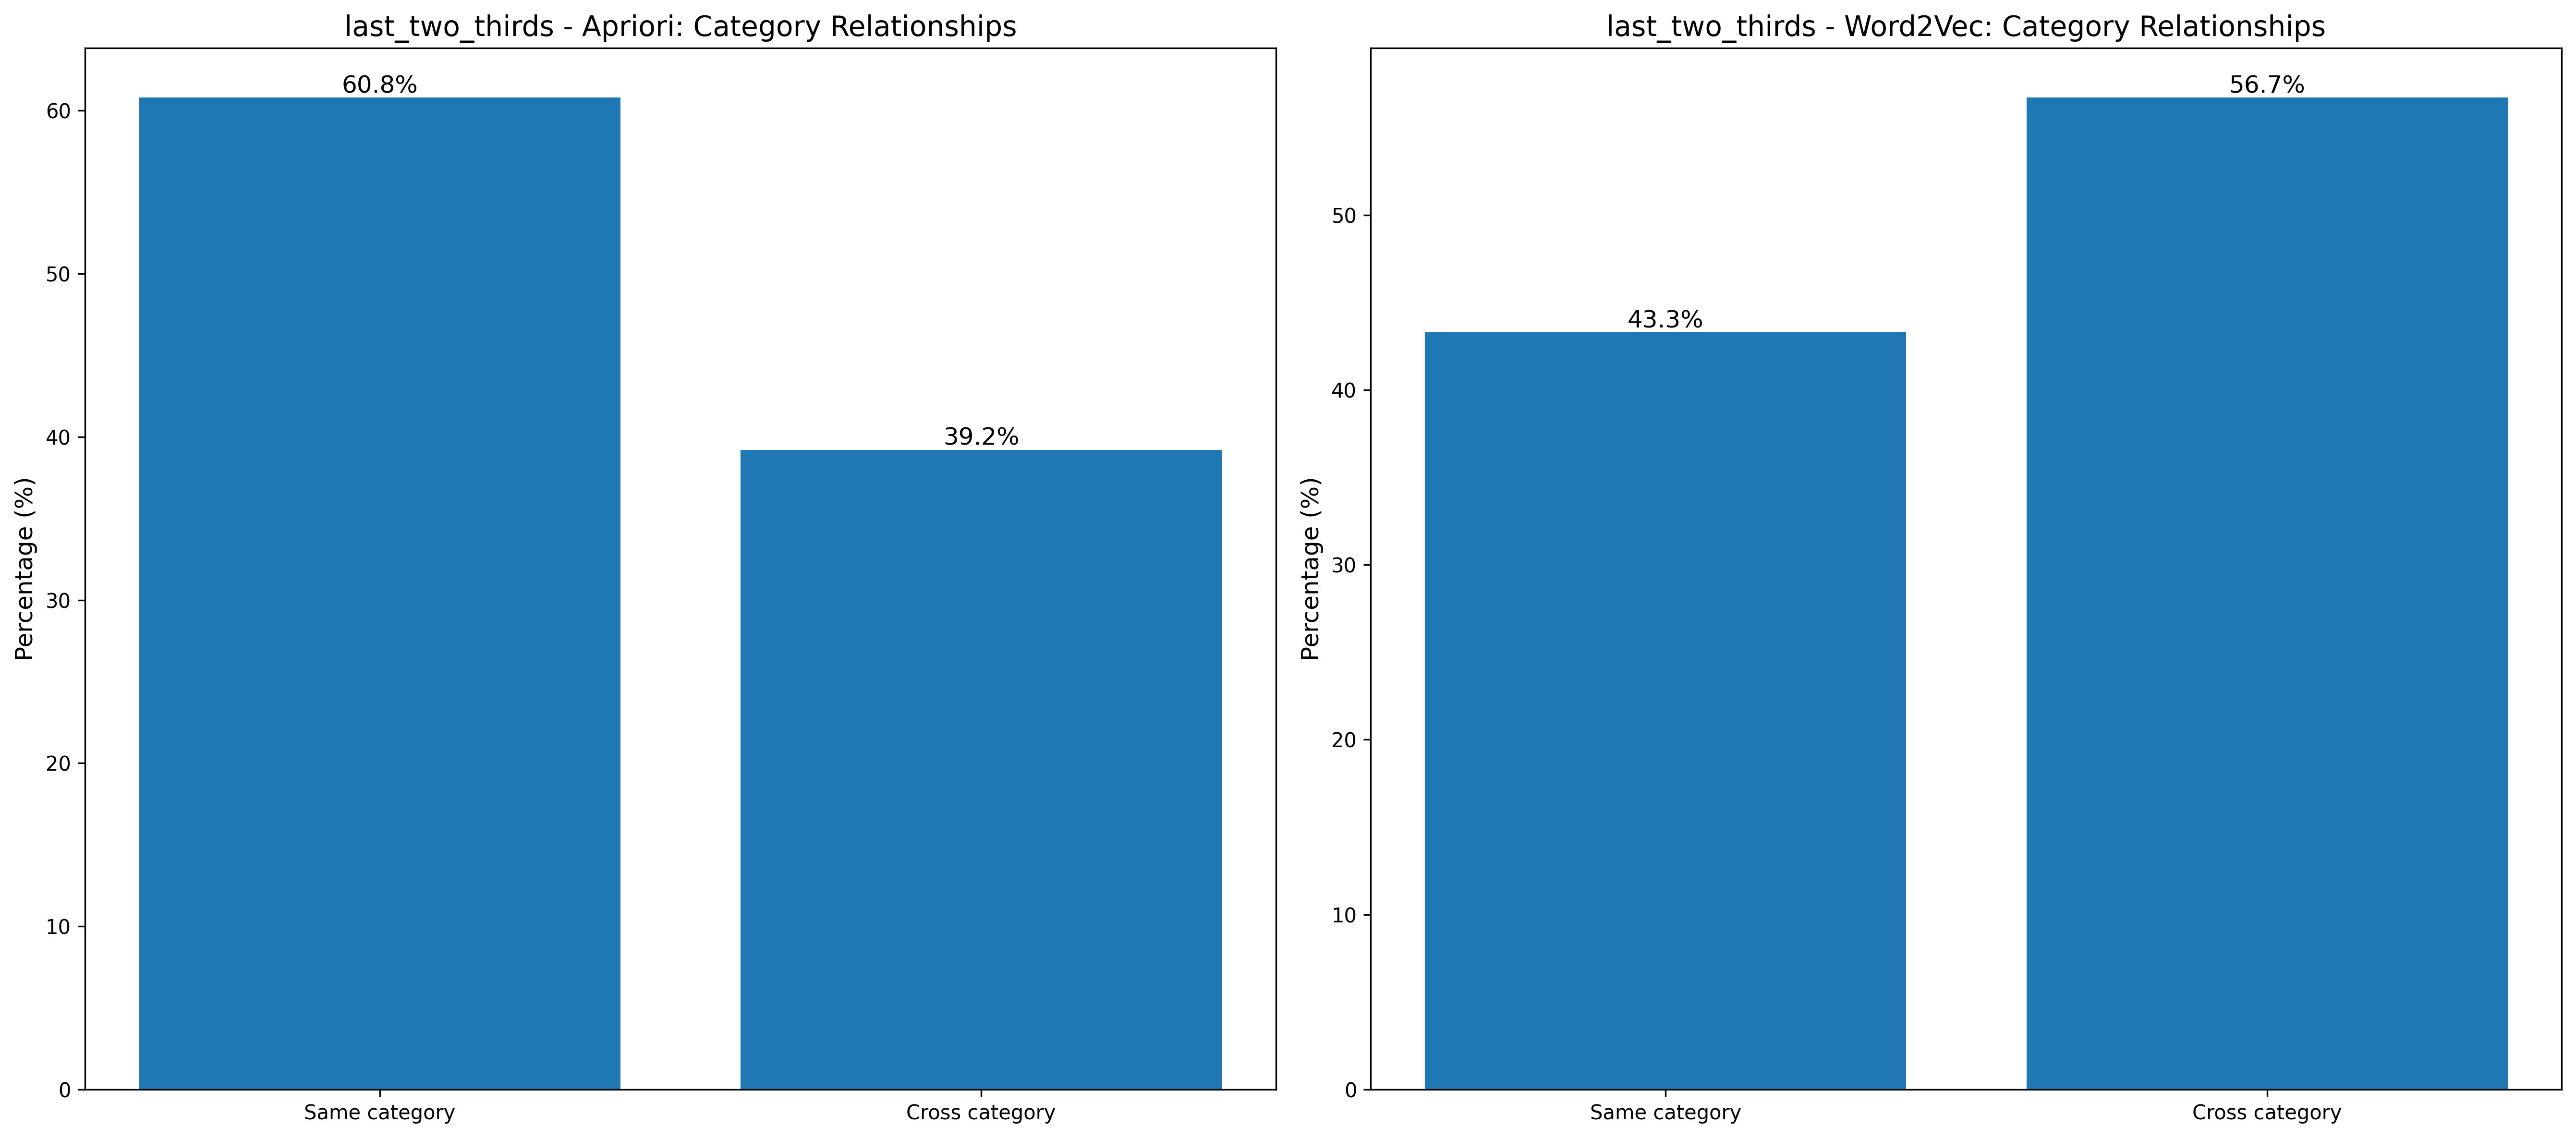 last_two_thirds - Apriori: Category Relationships
60.8%
39.2%
60
50
40
30
20
10
0
Percentage (%)
Same category
Cross category
last_two_thirds - Word2Vec: Category Relationships
56.7%
43.3%
50
40
30
20
10
0
Percentage (%)
Same category
Cross category